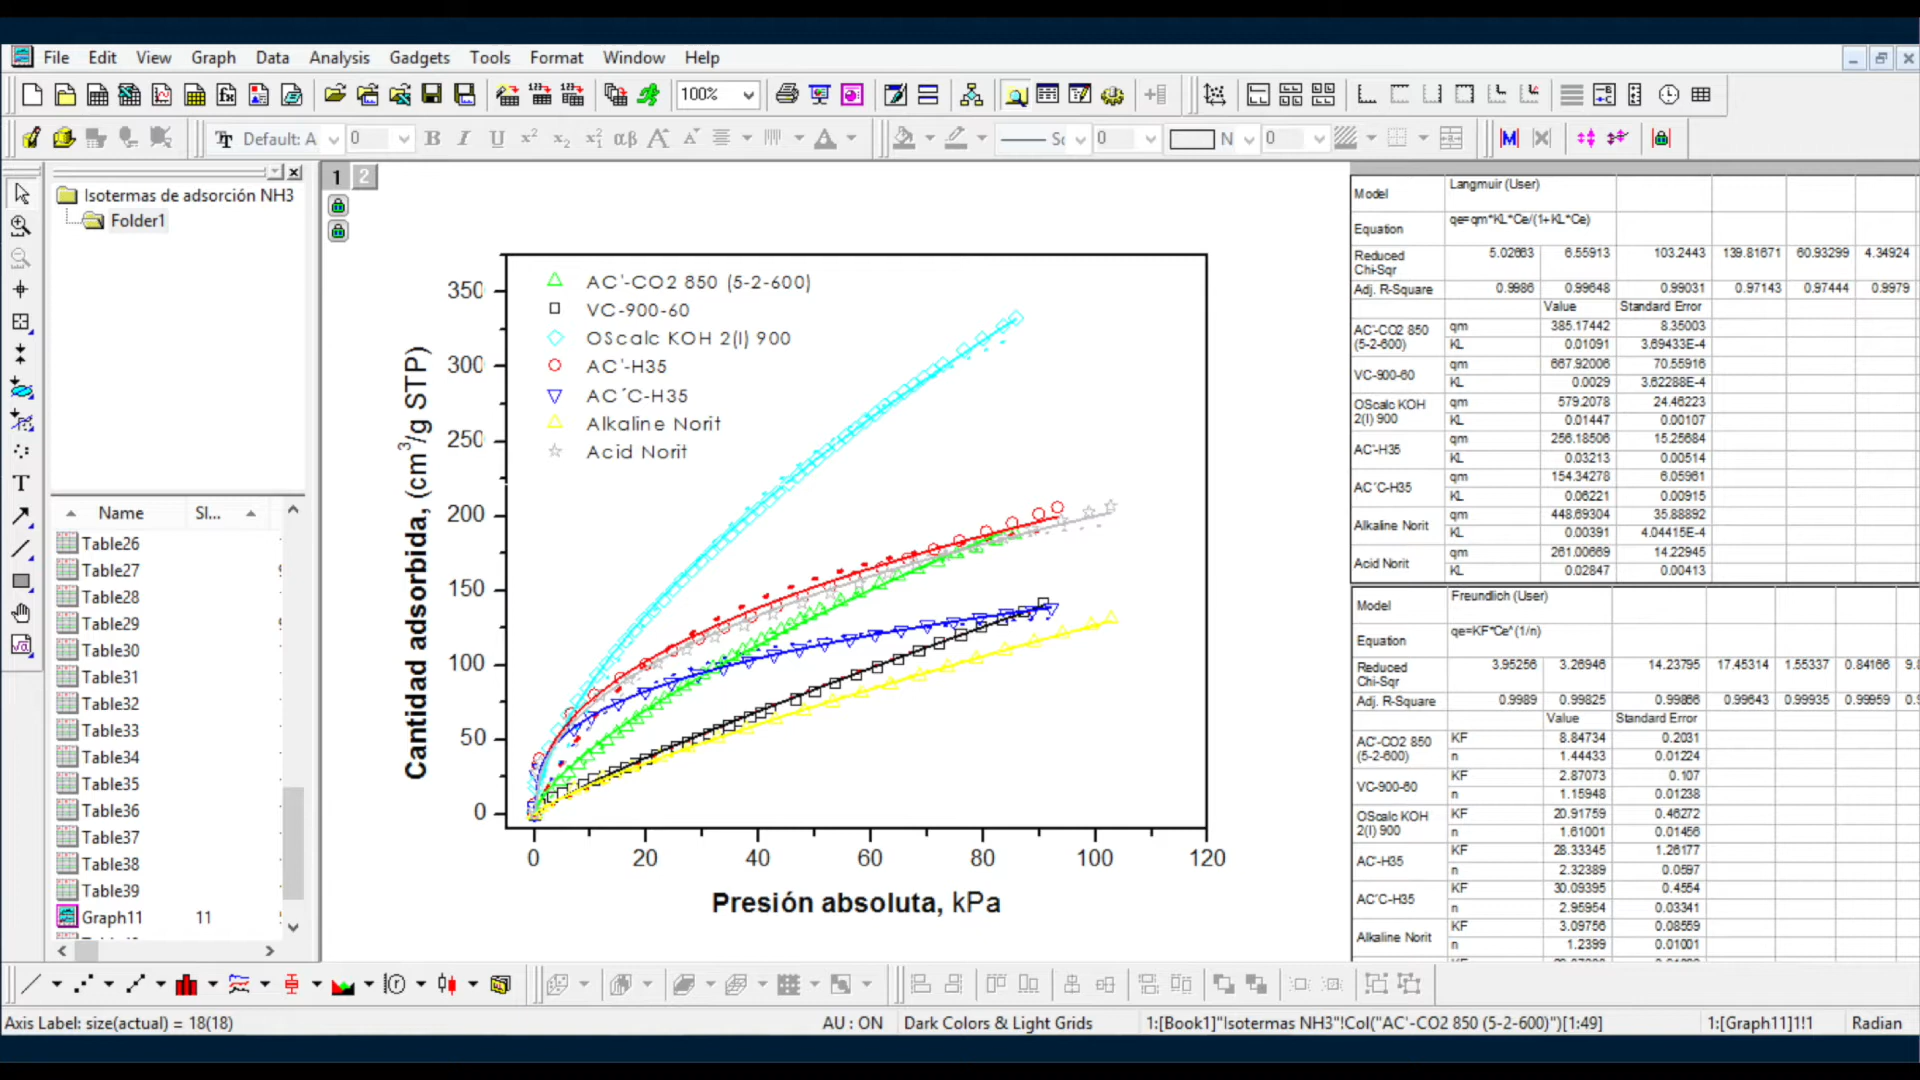 File Edit View Graph Data Analysis Gadgets Tools Format Window Help
100%
Default: A 0 B I U x² x₂ αβ A A A 0 N 0
Isotermas de adsorción NH3
Folder1
1 2
Name
Table26
Table27
Table28
Table29
Table30
Table31
Table32
Table33
Table34
Table35
Table36
Table37
Table38
Table39
Graph11 11
Cantidad adsorbida, (cm³/g STP)
350
300
250
200
150
100
50
0
AC'-CO2 850 (5-2-600)
VC-900-60
OScalc KOH 2(I) 900
AC'-H35
AC´C-H35
Alkaline Norit
Acid Norit
0 20 40 60 80 100 120
Presión absoluta, kPa
Model Langmuir (User)
Equation qe=qm*KL*Ce/(1+KL*Ce)
Reduced Chi-Sqr 5.02663 6.55913 103.2443 139.81671 60.93299 4.34924
Adj. R-Square 0.9986 0.99648 0.99031 0.97143 0.97444 0.9979
Value Standard Error
AC'-CO2 850 (5-2-600) qm 385.17442 8.35003
KL 0.01091 3.69433E-4
VC-900-60 qm 667.92006 70.55916
KL 0.0029 3.62288E-4
OScalc KOH 2(I) 900 qm 579.2078 24.46223
KL 0.01447 0.00107
AC'-H35 qm 256.18506 15.25684
KL 0.03213 0.00514
AC´C-H35 qm 154.34278 6.05961
KL 0.06221 0.00915
Alkaline Norit qm 448.69304 35.88892
KL 0.00391 4.04415E-4
Acid Norit qm 261.00669 14.22945
KL 0.02847 0.00413
Model Freundlich (User)
Equation qe=KF*Ce^(1/n)
Reduced Chi-Sqr 3.95256 3.26946 14.23795 17.45314 1.55337 0.84166
Adj. R-Square 0.9989 0.99825 0.99866 0.99643 0.99935 0.99959
Value Standard Error
AC'-CO2 850 (5-2-600) KF 8.84734 0.2031
n 1.44433 0.01224
VC-900-60 KF 2.87073 0.107
n 1.15948 0.01238
OScalc KOH 2(I) 900 KF 20.91759 0.46272
n 1.61001 0.01456
AC'-H35 KF 28.33345 1.26177
n 2.32389 0.0597
AC´C-H35 KF 30.09395 0.4554
n 2.95954 0.03341
Alkaline Norit KF 3.09756 0.08559
n 1.2399 0.01001
Axis Label: size(actual) = 18(18) AU : ON Dark Colors & Light Grids 1:[Book1]"Isotermas NH3"!Col("AC'-CO2 850 (5-2-600)")[1:49] 1:[Graph11]1!1 Radian